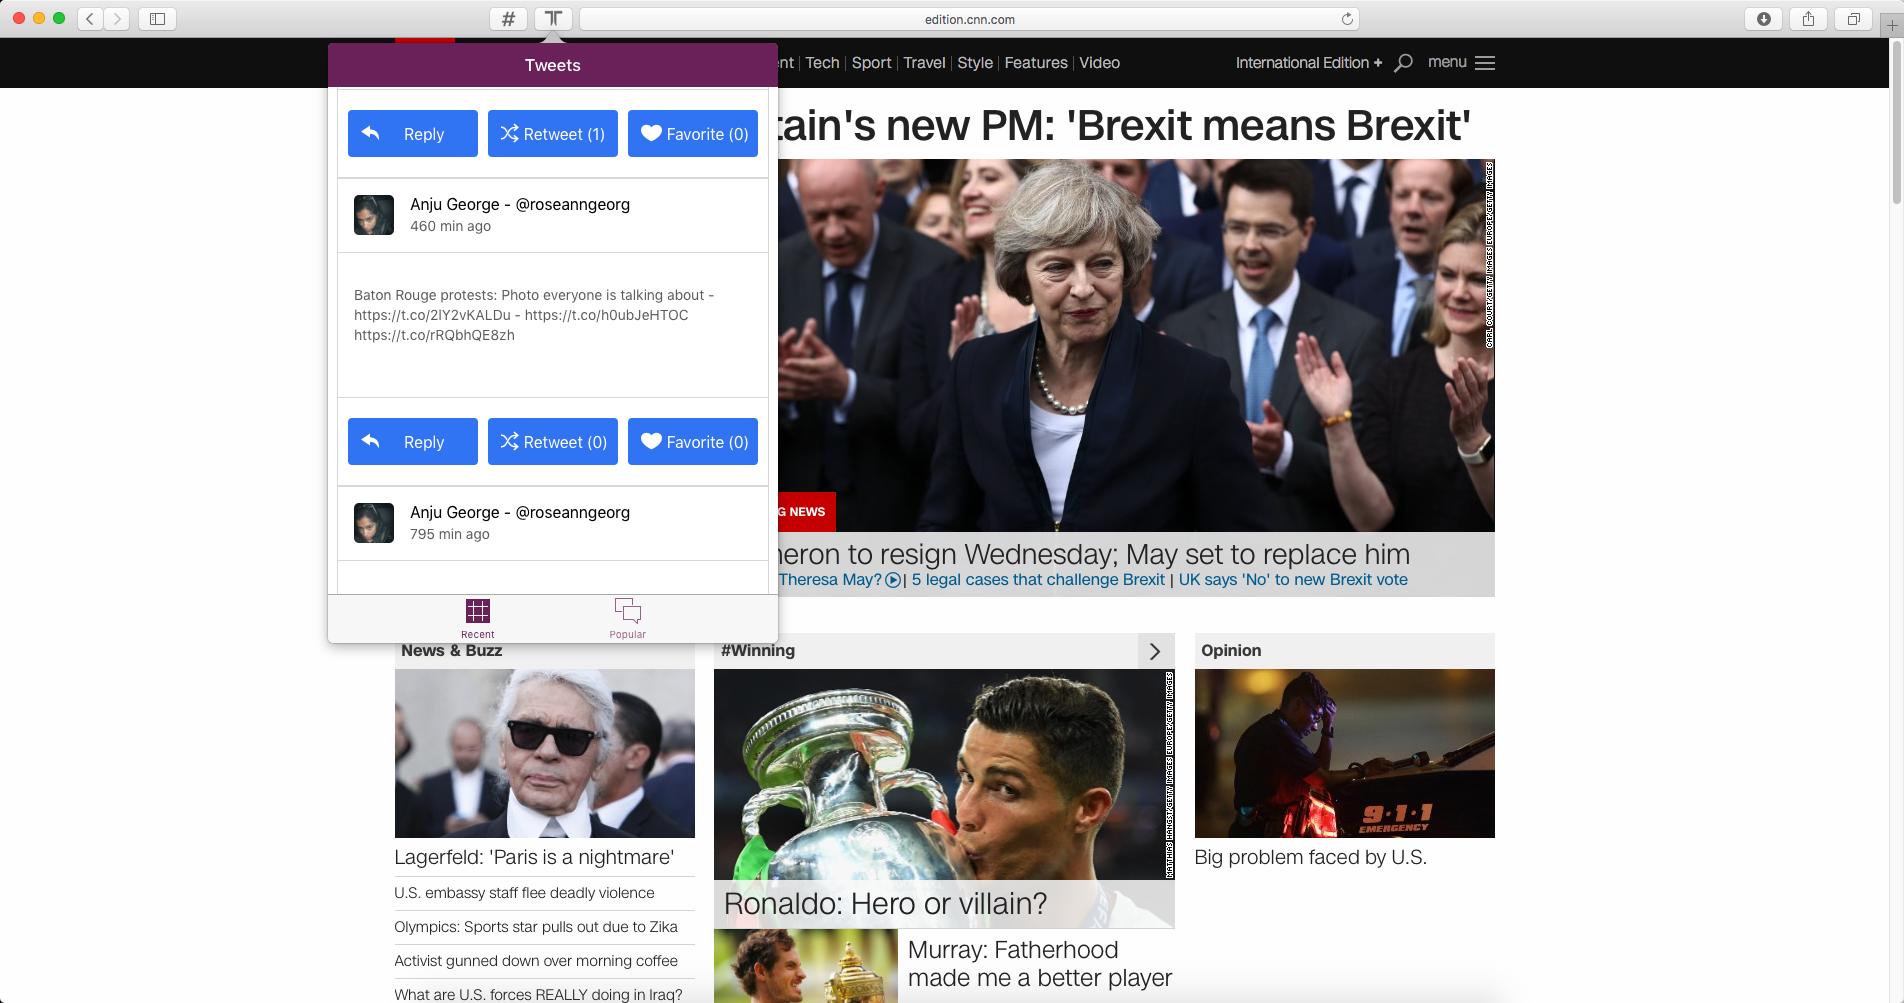 #
edition.cnn.com
Tweets
nt | Tech | Sport | Travel | Style | Features | Video
International Edition +
menu
Reply
Retweet (1)
Favorite (0)
tain's new PM: 'Brexit means Brexit'
CARL COURT/GETTY IMAGES EUROPE/GETTY IMAGES
Anju George - @roseanngeorg
460 min ago
Baton Rouge protests: Photo everyone is talking about -
https://t.co/2lY2vKALDu - https://t.co/h0ubJeHTOC
https://t.co/rRQbhQE8zh
Reply
Retweet (0)
Favorite (0)
Anju George - @roseanngeorg
795 min ago
G NEWS
neron to resign Wednesday; May set to replace him
Theresa May? | 5 legal cases that challenge Brexit | UK says 'No' to new Brexit vote
Recent
Popular
News & Buzz
Lagerfeld: 'Paris is a nightmare'
U.S. embassy staff flee deadly violence
Olympics: Sports star pulls out due to Zika
Activist gunned down over morning coffee
What are U.S. forces REALLY doing in Iraq?
#Winning
MATTHIAS HANGST/GETTY IMAGES EUROPE/GETTY IMAGES
Ronaldo: Hero or villain?
Murray: Fatherhood
made me a better player
Opinion
9-1-1
EMERGENCY
Big problem faced by U.S.